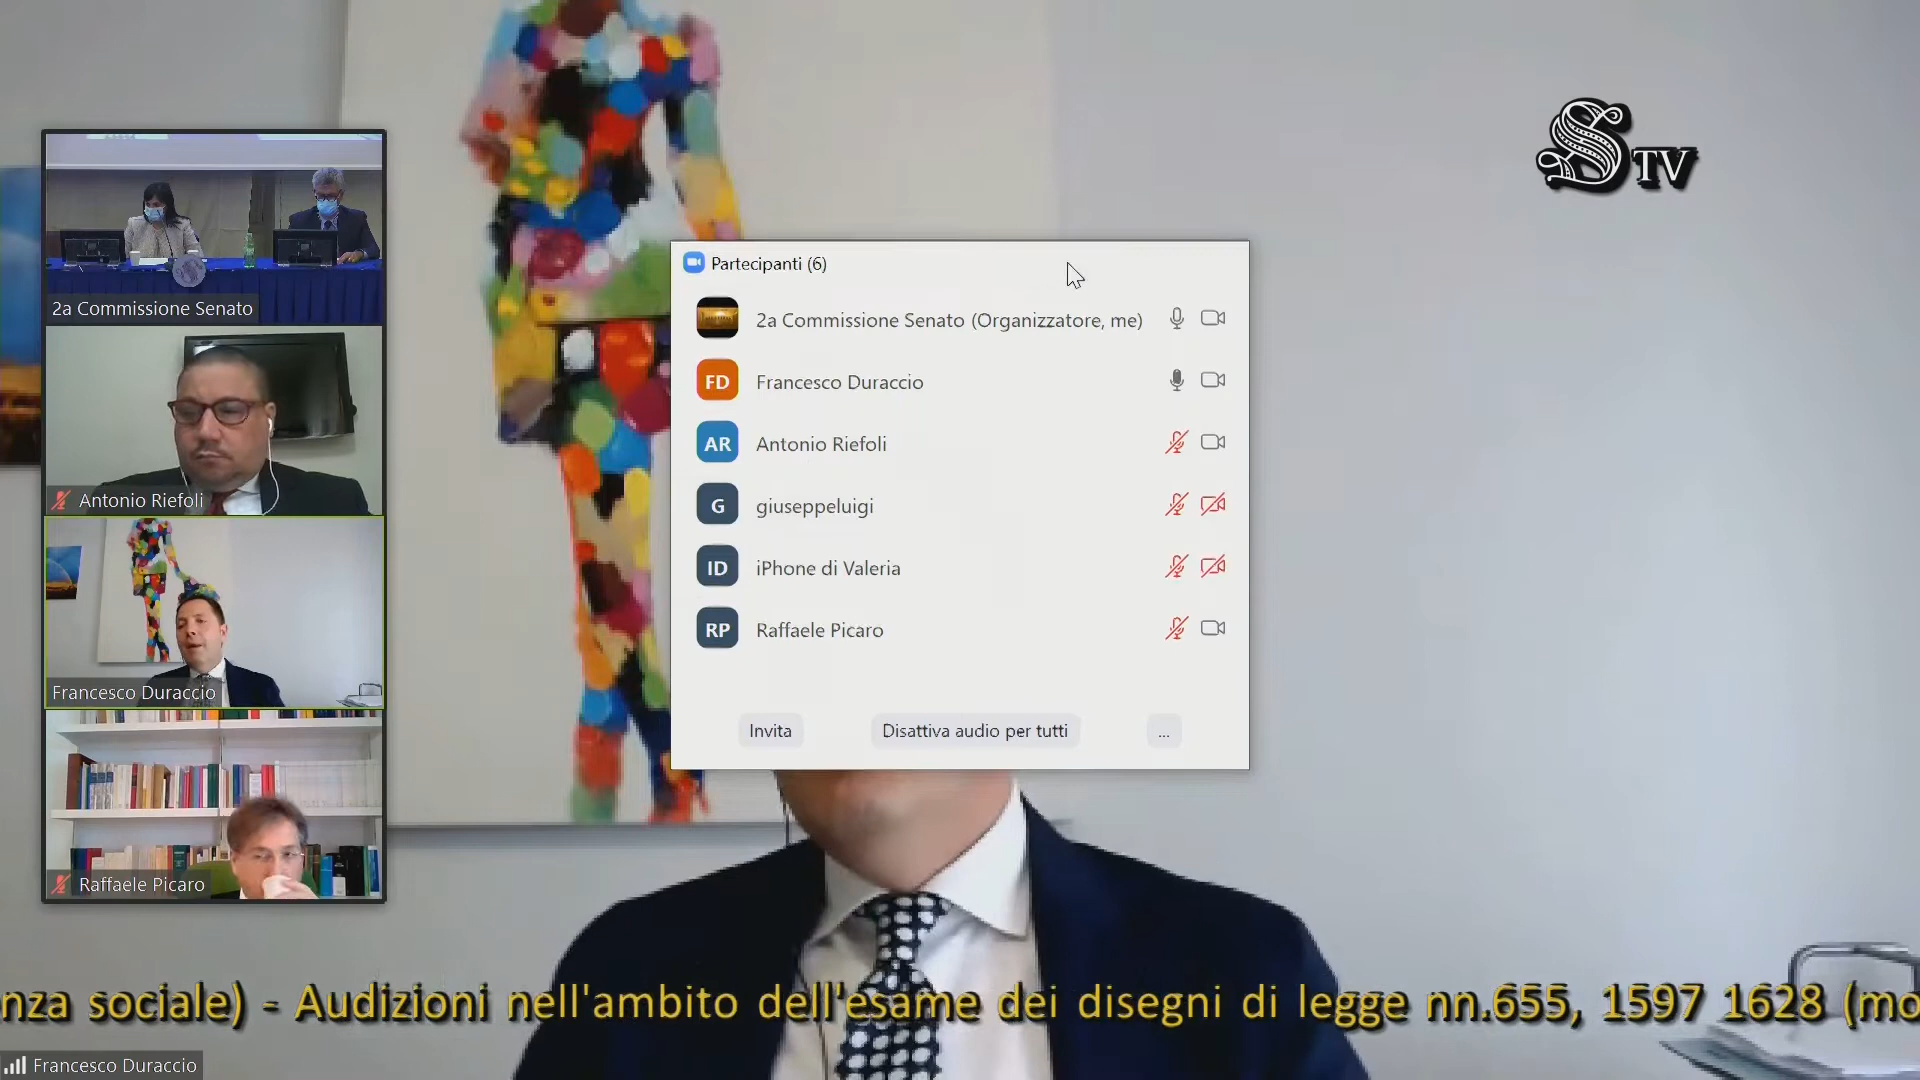 S TV
2a Commissione Senato
Antonio Riefoli
Francesco Duraccio
Raffaele Picaro
Partecipanti (6)
2a Commissione Senato (Organizzatore, me)
FD Francesco Duraccio
AR Antonio Riefoli
G giuseppeluigi
ID iPhone di Valeria
RP Raffaele Picaro
Invita Disattiva audio per tutti ...
nza sociale) - Audizioni nell'ambito dell'esame dei disegni di legge nn.655, 1597 1628 (mo
Francesco Duraccio